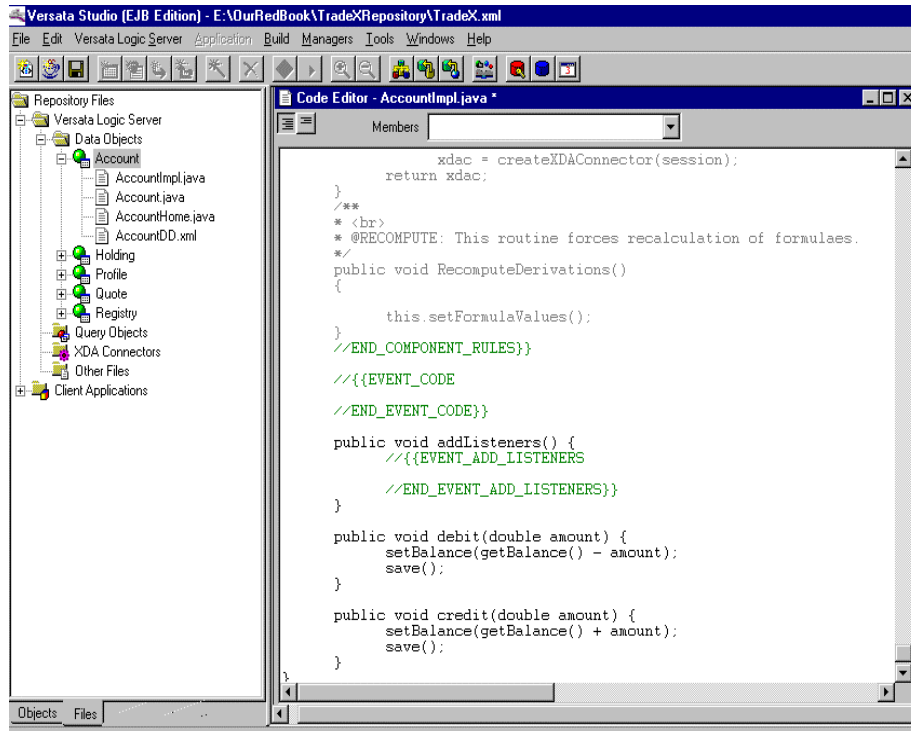 Versata Studio (EJB Edition) - E:\OurRedBook\TradeXRepository\TradeX.xml
File Edit Versata Logic Server Application Build Managers Tools Windows Help
Repository Files
Versata Logic Server
Data Objects
Account
AccountImpl.java
Account.java
AccountHome.java
AccountDD.xml
Holding
Profile
Quote
Registry
Query Objects
XDA Connectors
Other Files
Client Applications
Objects Files
Code Editor - AccountImpl.java *
Members
xdac = createXDAConnector(session);
return xdac;
}
/**
* <br>
* @RECOMPUTE: This routine forces recalculation of formulaes.
*/
public void RecomputeDerivations()
{
this.setFormulaValues();
}
//END_COMPONENT_RULES}}
//{{EVENT_CODE
//END_EVENT_CODE}}
public void addListeners() {
//{{EVENT_ADD_LISTENERS
//END_EVENT_ADD_LISTENERS}}
}
public void debit(double amount) {
setBalance(getBalance() - amount);
save();
}
public void credit(double amount) {
setBalance(getBalance() + amount);
save();
}
}